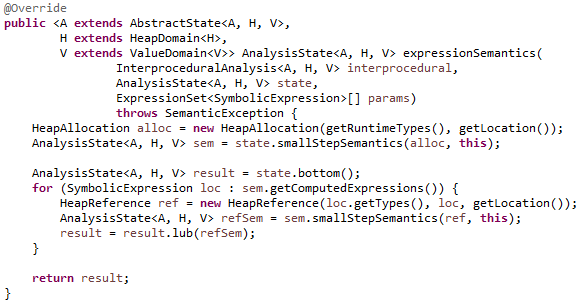 @Override
public <A extends AbstractState<A, H, V>,
H extends HeapDomain<H>,
V extends ValueDomain<V>> AnalysisState<A, H, V> expressionSemantics(
InterproceduralAnalysis<A, H, V> interprocedural,
AnalysisState<A, H, V> state,
ExpressionSet<SymbolicExpression>[] params)
throws SemanticException {
HeapAllocation alloc = new HeapAllocation(getRuntimeTypes(), getLocation());
AnalysisState<A, H, V> sem = state.smallStepSemantics(alloc, this);
AnalysisState<A, H, V> result = state.bottom();
for (SymbolicExpression loc : sem.getComputedExpressions()) {
HeapReference ref = new HeapReference(loc.getTypes(), loc, getLocation());
AnalysisState<A, H, V> refSem = sem.smallStepSemantics(ref, this);
result = result.lub(refSem);
}
return result;
}